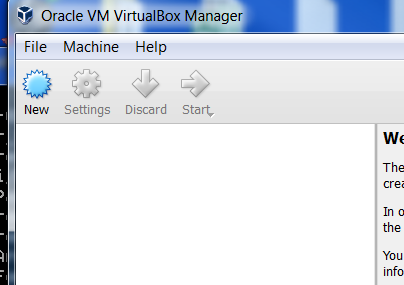 Oracle VM VirtualBox Manager
File Machine Help
New Settings Discard Start
We
The
crea
In o
the
You
info